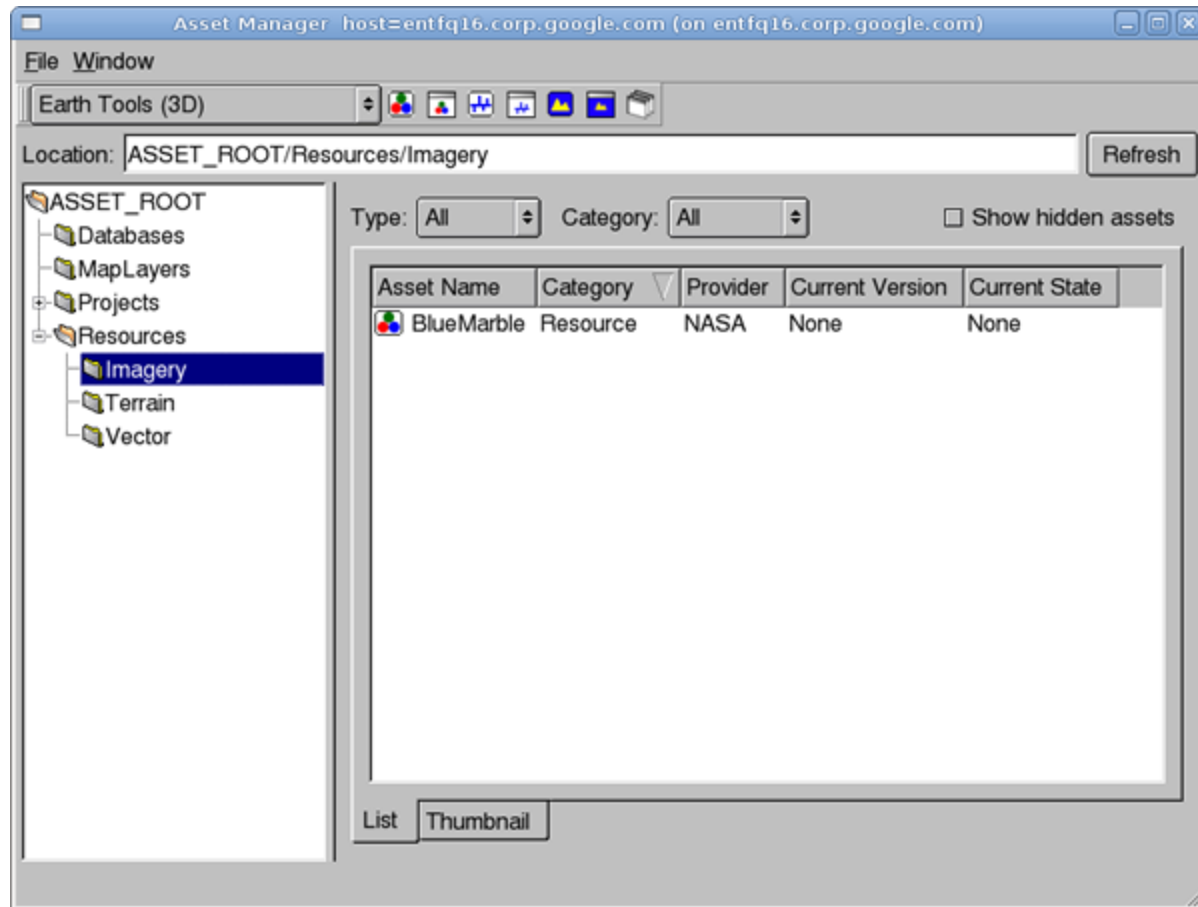 Asset Manager host=entfq16.corp.google.com (on entfq16.corp.google.com)
File Window
Earth Tools (3D)
Location: ASSET_ROOT/Resources/Imagery Refresh
ASSET_ROOT
Databases
MapLayers
Projects
Resources
Imagery
Terrain
Vector
Type: All Category: All Show hidden assets
Asset Name Category Provider Current Version Current State
BlueMarble Resource NASA None None
List Thumbnail